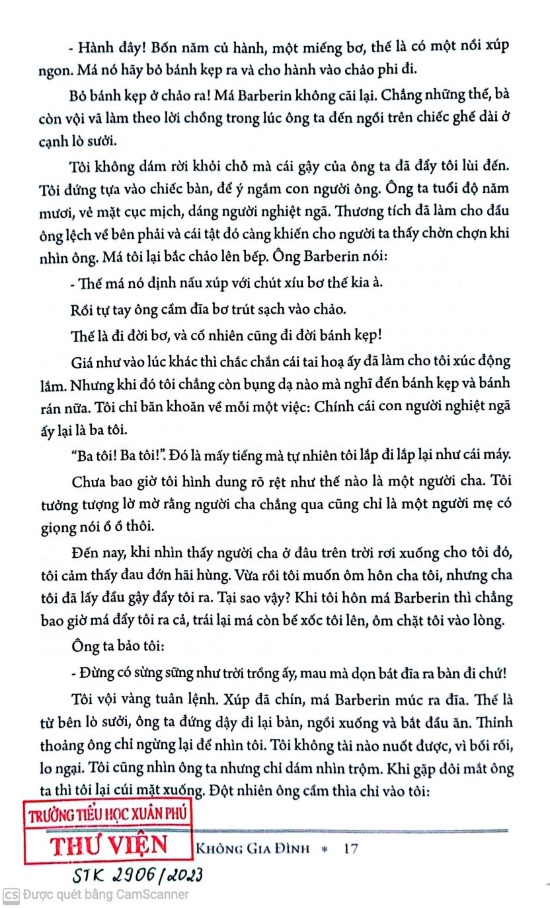 - Hành đây! Bốn năm củ hành, một miếng bơ, thế là có một nồi xúp
ngon. Má nó hãy bỏ bánh kẹp ra và cho hành vào chảo phi đi.
Bỏ bánh kẹp ở chảo ra! Má Barberin không cãi lại. Chẳng những thế, bà
còn vội vã làm theo lời chồng trong lúc ông ta đến ngồi trên chiếc ghế dài ở
cạnh lò sưởi.
Tôi không dám rời khỏi chỗ mà cái gậy của ông ta đã đẩy tôi lùi đến.
Tôi đứng tựa vào chiếc bàn, để ý ngắm con người ông. Ông ta tuổi độ năm
mươi, vẻ mặt cục mịch, dáng người nghiệt ngã. Thương tích đã làm cho đầu
ông lệch về bên phải và cái tật đó càng khiến cho người ta thấy chờn chợn khi
nhìn ông. Má tôi lại bắc chảo lên bếp. Ông Barberin nói:
- Thế má nó định nấu xúp với chút xíu bơ thế kia à.
Rồi tự tay ông cầm đĩa bơ trút sạch vào chảo.
Thế là đi đời bơ, và cố nhiên cũng đi đời bánh kẹp!
Giá như vào lúc khác thì chắc chắn cái tai hoạ ấy đã làm cho tôi xúc động
lắm. Nhưng khi đó tôi chẳng còn bụng dạ nào mà nghĩ đến bánh kẹp và bánh
rán nữa. Tôi chỉ băn khoăn về mỗi một việc: Chính cái con người nghiệt ngã
ấy lại là ba tôi.
“Ba tôi! Ba tôi!”. Đó là mấy tiếng mà tự nhiên tôi lắp đi lắp lại như cái máy.
Chưa bao giờ tôi hình dung rõ rệt như thế nào là một người cha. Tôi
tưởng tượng lờ mờ rằng người cha chẳng qua cũng chỉ là một người mẹ có
giọng nói ồ ồ thôi.
Đến nay, khi nhìn thấy người cha ở đâu trên trời rơi xuống cho tôi đó,
tôi cảm thấy đau đớn hãi hùng. Vừa rồi tôi muốn ôm hôn cha tôi, nhưng cha
tôi đã lấy đầu gậy đẩy tôi ra. Tại sao vậy? Khi tôi hôn má Barberin thì chẳng
bao giờ má đẩy tôi ra cả, trái lại má còn bế xốc tôi lên, ôm chặt tôi vào lòng.
Ông ta bảo tôi:
- Đừng có sừng sững như trời trồng ấy, mau mà dọn bát đĩa ra bàn đi chứ!
Tôi vội vàng tuân lệnh. Xúp đã chín, má Barberin múc ra đĩa. Thế là
từ bên lò sưởi, ông ta đứng dậy đi lại bàn, ngồi xuống và bắt đầu ăn. Thỉnh
thoảng ông chỉ ngừng lại để nhìn tôi. Tôi không tài nào nuốt được, vì bối rối,
lo ngại. Tôi cũng nhìn ông ta nhưng chỉ dám nhìn trộm. Khi gặp đôi mắt ông
ta thì tôi lại cúi mặt xuống. Đột nhiên ông cầm thìa chỉ vào tôi:
TRƯỜNG TIỂU HỌC XUÂN PHÚ
THƯ VIỆN
KHÔNG GIA ĐÌNH * 17
STK 2906/2023
CS Được quét bằng CamScanner